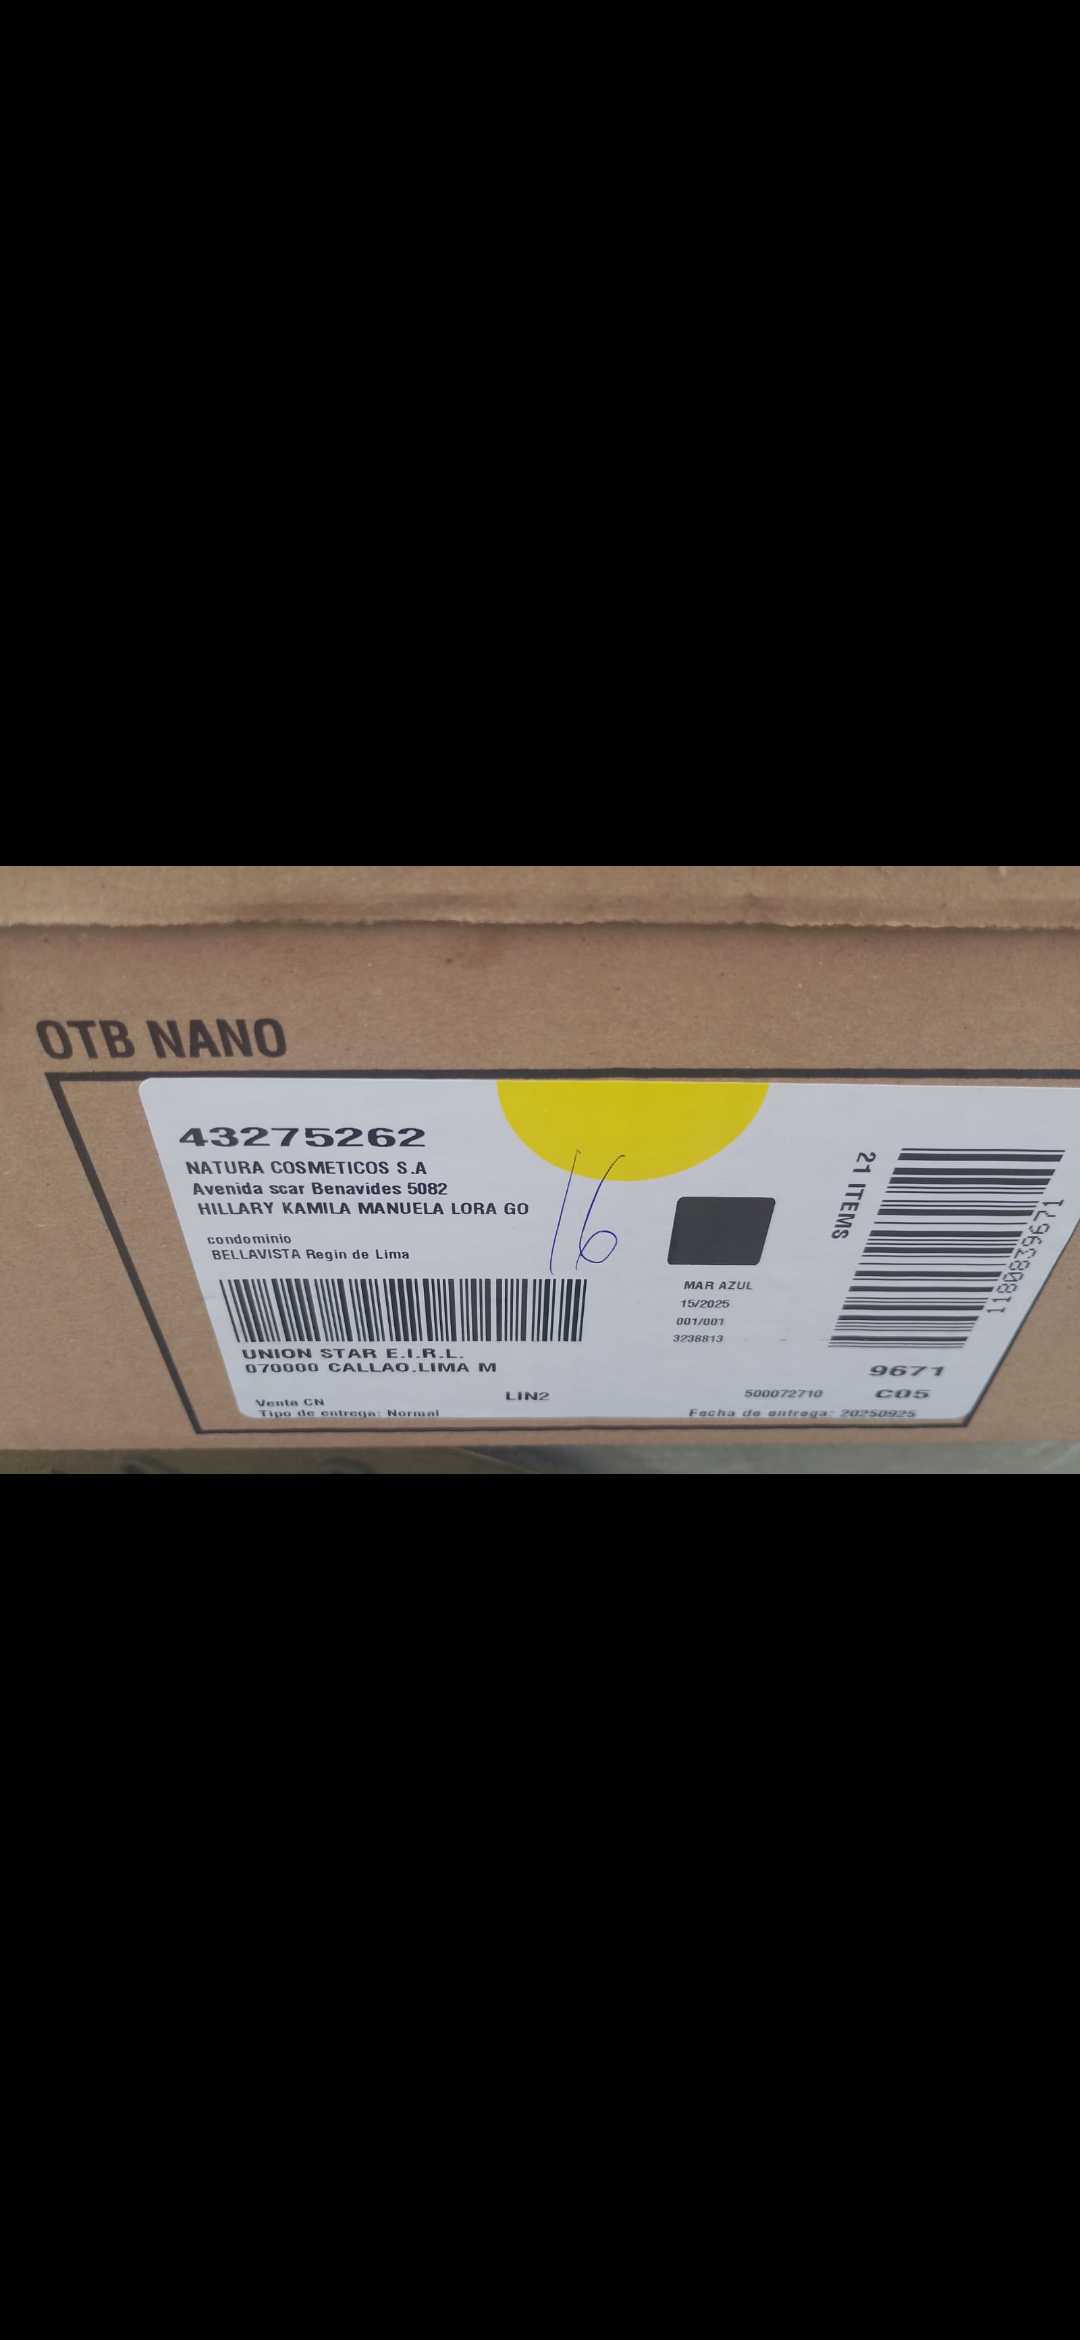 OTB NANO
43275262
NATURA COSMETICOS S.A
Avenida scar Benavides 5082
HILLARY KAMILA MANUELA LORA GO
condominio
BELLAVISTA Regin de Lima
16
UNION STAR E.I.R.L.
070000 CALLAO.LIMA M
Venta CN
Tipo de entrega: Normal
LIN2
MAR AZUL
15/2025
001/001
3238813
500072710
Fecha de entrega: 20250925
21 ITEMS
1180839671
9671
C05